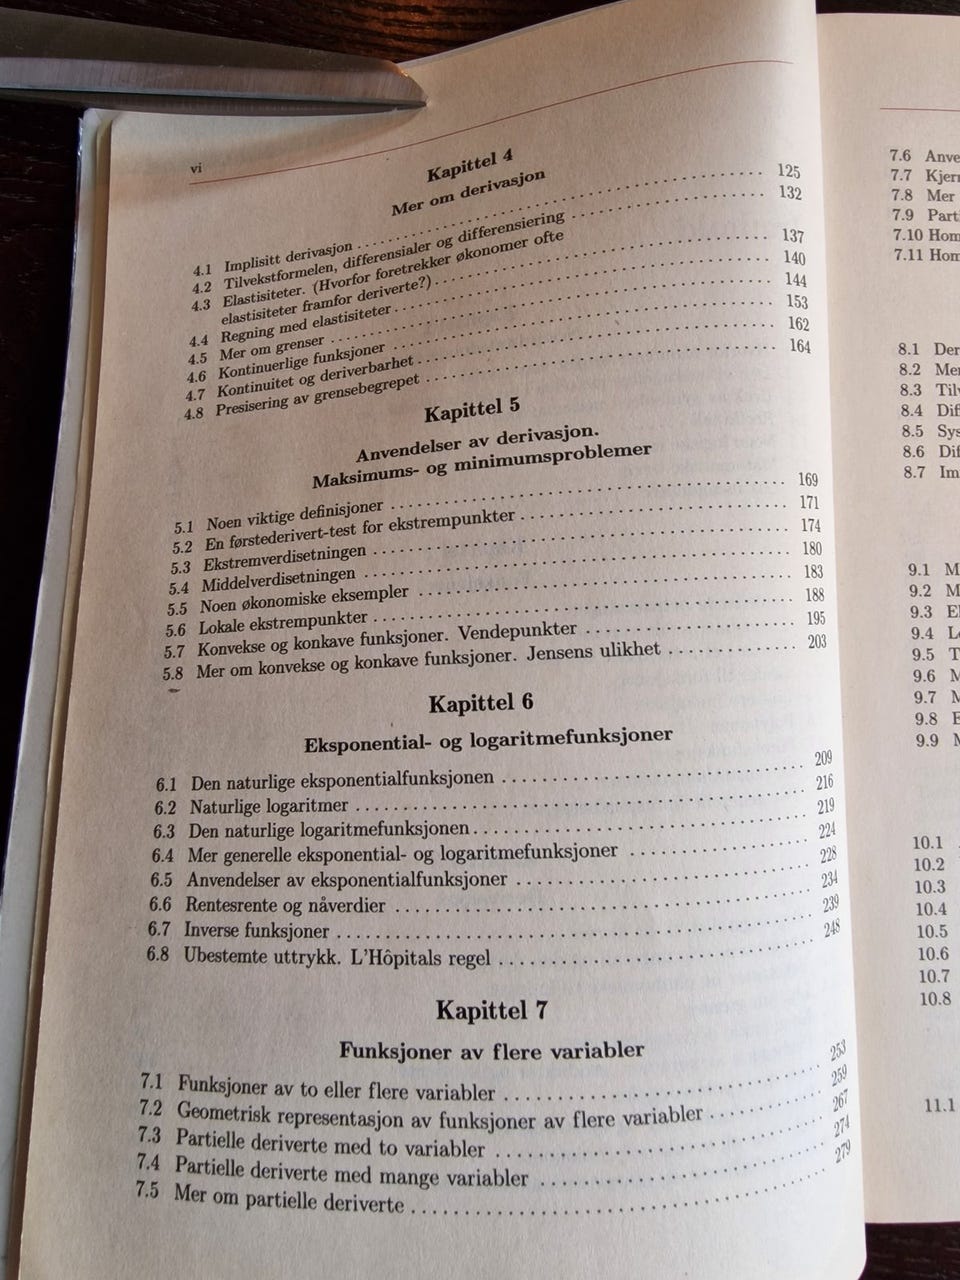 vi
Kapittel 4
Mer om derivasjon
4.1 Implisitt derivasjon 125
4.2 Tilvekstformelen, differensialer og differensiering 132
4.3 Elastisiteter. (Hvorfor foretrekker økonomer ofte
elastisiteter framfor deriverte?) 137
4.4 Regning med elastisiteter 140
4.5 Mer om grenser 144
4.6 Kontinuerlige funksjoner 153
4.7 Kontinuitet og deriverbarhet 162
4.8 Presisering av grensebegrepet 164
Kapittel 5
Anvendelser av derivasjon.
Maksimums- og minimumsproblemer
5.1 Noen viktige definisjoner 169
5.2 En førstederivert-test for ekstrempunkter 171
5.3 Ekstremverdisetningen 174
5.4 Middelverdisetningen 180
5.5 Noen økonomiske eksempler 183
5.6 Lokale ekstrempunkter 188
5.7 Konvekse og konkave funksjoner. Vendepunkter 195
5.8 Mer om konvekse og konkave funksjoner. Jensens ulikhet 203
Kapittel 6
Eksponential- og logaritmefunksjoner
6.1 Den naturlige eksponentialfunksjonen 209
6.2 Naturlige logaritmer 216
6.3 Den naturlige logaritmefunksjonen 219
6.4 Mer generelle eksponential- og logaritmefunksjoner 224
6.5 Anvendelser av eksponentialfunksjoner 228
6.6 Rentesrente og nåverdier 234
6.7 Inverse funksjoner 239
6.8 Ubestemte uttrykk. L'Hôpitals regel 248
Kapittel 7
Funksjoner av flere variabler
7.1 Funksjoner av to eller flere variabler 253
7.2 Geometrisk representasjon av funksjoner av flere variabler 259
7.3 Partielle deriverte med to variabler 267
7.4 Partielle deriverte med mange variabler 274
7.5 Mer om partielle deriverte 279
7.6 Anve
7.7 Kjer
7.8 Mer
7.9 Part
7.10 Hom
7.11 Hom
8.1 Der
8.2 Me
8.3 Til
8.4 Dif
8.5 Sys
8.6 Dif
8.7 Im
9.1 M
9.2 M
9.3 El
9.4 L
9.5 T
9.6 M
9.7 M
9.8 E
9.9 M
10.1
10.2
10.3
10.4
10.5
10.6
10.7
10.8
11.1